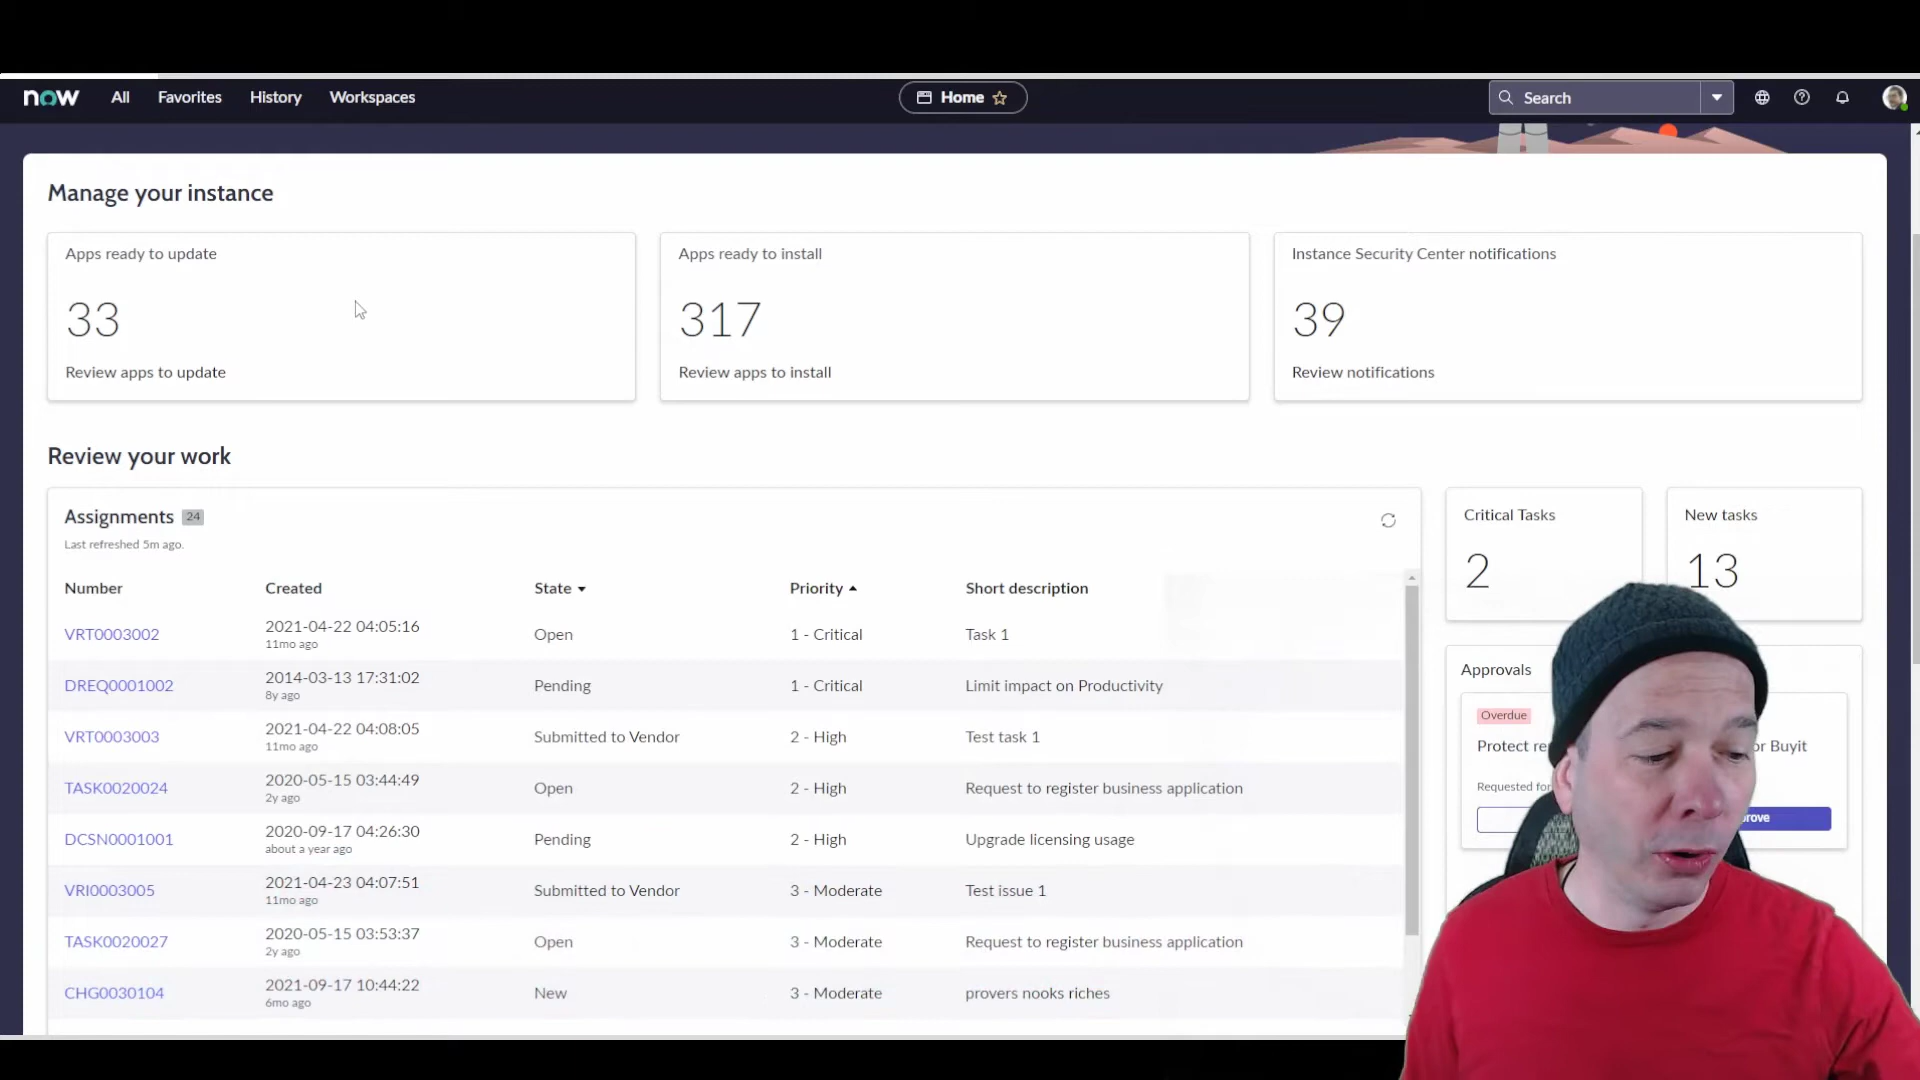 now All Favorites History Workspaces Home Search
Manage your instance
Apps ready to update
33
Review apps to update
Apps ready to install
317
Review apps to install
Instance Security Center notifications
39
Review notifications
Review your work
Assignments 24
Last refreshed 5m ago.
Number Created State Priority Short description
VRT0003002 2021-04-22 04:05:16 Open 1 - Critical Task 1
11mo ago
DREQ0001002 2014-03-13 17:31:02 Pending 1 - Critical Limit impact on Productivity
8y ago
VRT0003003 2021-04-22 04:08:05 Submitted to Vendor 2 - High Test task 1
11mo ago
TASK0020024 2020-05-15 03:44:49 Open 2 - High Request to register business application
2y ago
DCSN0001001 2020-09-17 04:26:30 Pending 2 - High Upgrade licensing usage
about a year ago
VRI0003005 2021-04-23 04:07:51 Submitted to Vendor 3 - Moderate Test issue 1
11mo ago
TASK0020027 2020-05-15 03:53:37 Open 3 - Moderate Request to register business application
2y ago
CHG0030104 2021-09-17 10:44:22 New 3 - Moderate provers nooks riches
6mo ago
Critical Tasks
2
New tasks
13
Approvals
Overdue
Protect Buyit
Requested for